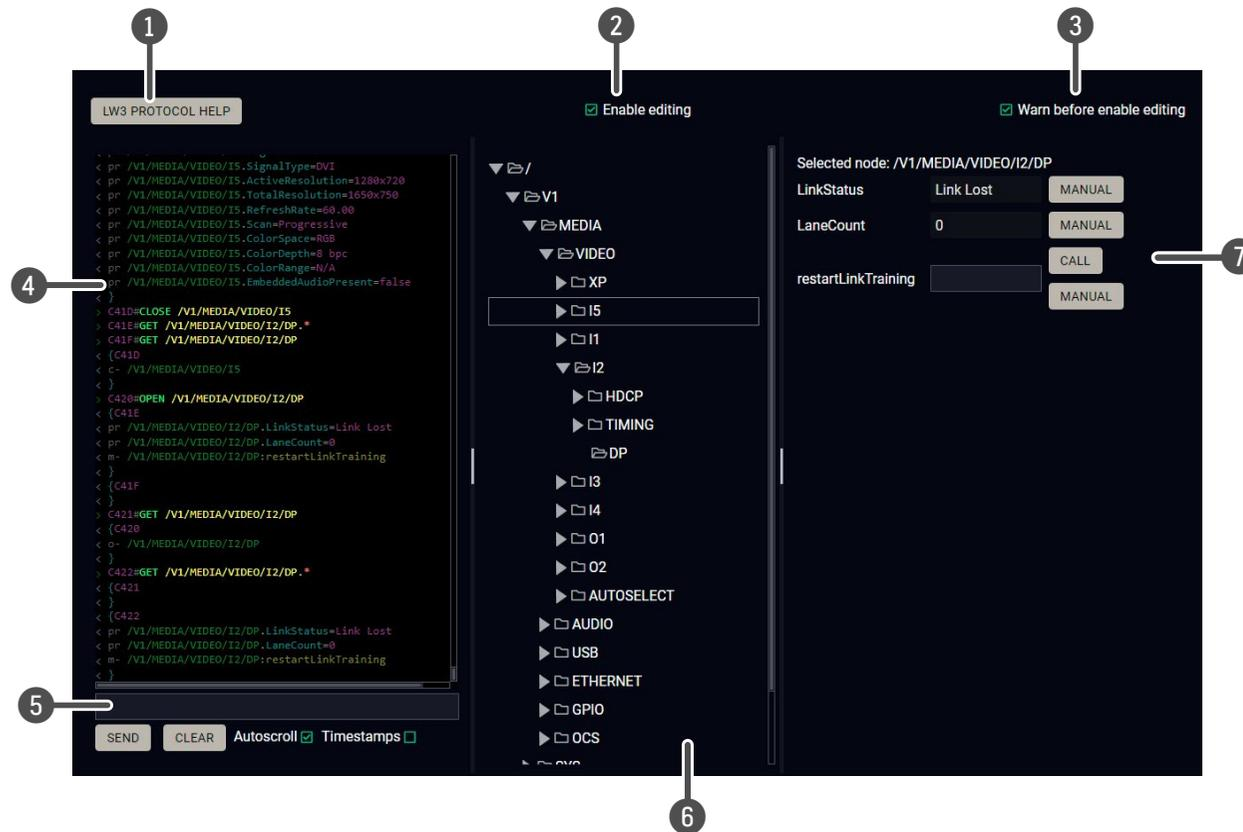 1
2
3
LW3 PROTOCOL HELP
Enable editing
Warn before enable editing
< pr /V1/MEDIA/VIDEO/I5.SignalType=DVI
< pr /V1/MEDIA/VIDEO/I5.ActiveResolution=1280x720
< pr /V1/MEDIA/VIDEO/I5.TotalResolution=1650x750
< pr /V1/MEDIA/VIDEO/I5.RefreshRate=60.00
< pr /V1/MEDIA/VIDEO/I5.Scan=Progressive
< pr /V1/MEDIA/VIDEO/I5.ColorSpace=RGB
< pr /V1/MEDIA/VIDEO/I5.ColorDepth=8 bpc
< pr /V1/MEDIA/VIDEO/I5.ColorRange=N/A
4
pr /V1/MEDIA/VIDEO/I5.EmbeddedAudioPresent=false
< }
> C41D#CLOSE /V1/MEDIA/VIDEO/I5
> C41E#GET /V1/MEDIA/VIDEO/I2/DP.*
> C41F#GET /V1/MEDIA/VIDEO/I2/DP
< {C41D
< c- /V1/MEDIA/VIDEO/I5
< }
> C420#OPEN /V1/MEDIA/VIDEO/I2/DP
< {C41E
< pr /V1/MEDIA/VIDEO/I2/DP.LinkStatus=Link Lost
< pr /V1/MEDIA/VIDEO/I2/DP.LaneCount=0
< m- /V1/MEDIA/VIDEO/I2/DP:restartLinkTraining
< }
< {C41F
< }
> C421#GET /V1/MEDIA/VIDEO/I2/DP
< {C420
< o- /V1/MEDIA/VIDEO/I2/DP
< }
> C422#GET /V1/MEDIA/VIDEO/I2/DP.*
< {C421
< }
< {C422
< pr /V1/MEDIA/VIDEO/I2/DP.LinkStatus=Link Lost
< pr /V1/MEDIA/VIDEO/I2/DP.LaneCount=0
< m- /V1/MEDIA/VIDEO/I2/DP:restartLinkTraining
< }
5
SEND CLEAR Autoscroll Timestamps
/
V1
MEDIA
VIDEO
XP
I5
I1
I2
HDCP
TIMING
DP
I3
I4
O1
O2
AUTOSELECT
AUDIO
USB
ETHERNET
GPIO
OCS
6
Selected node: /V1/MEDIA/VIDEO/I2/DP
LinkStatus Link Lost MANUAL
LaneCount 0 MANUAL
CALL
7
restartLinkTraining
MANUAL